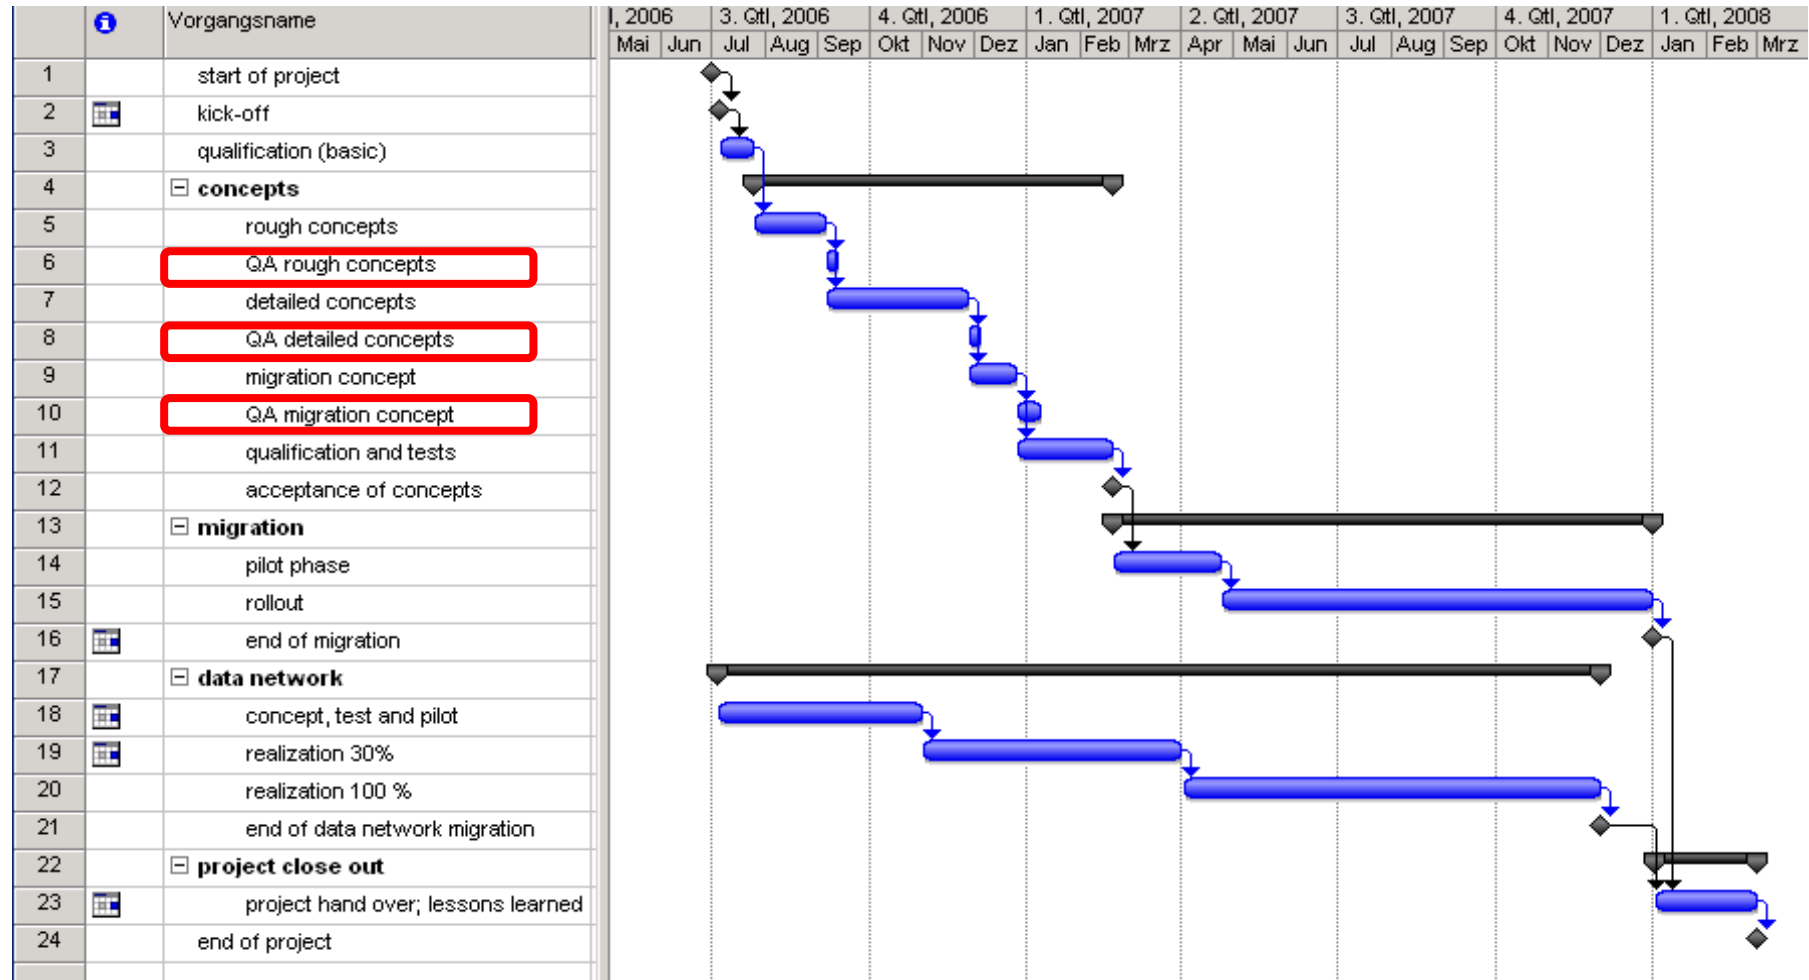 Vorgangsname
l, 2006 3. Qtl, 2006 4. Qtl, 2006 1. Qtl, 2007 2. Qtl, 2007 3. Qtl, 2007 4. Qtl, 2007 1. Qtl, 2008
Mai Jun Jul Aug Sep Okt Nov Dez Jan Feb Mrz Apr Mai Jun Jul Aug Sep Okt Nov Dez Jan Feb Mrz
1 start of project
2 kick-off
3 qualification (basic)
4 concepts
5 rough concepts
6 QA rough concepts
7 detailed concepts
8 QA detailed concepts
9 migration concept
10 QA migration concept
11 qualification and tests
12 acceptance of concepts
13 migration
14 pilot phase
15 rollout
16 end of migration
17 data network
18 concept, test and pilot
19 realization 30%
20 realization 100 %
21 end of data network migration
22 project close out
23 project hand over; lessons learned
24 end of project